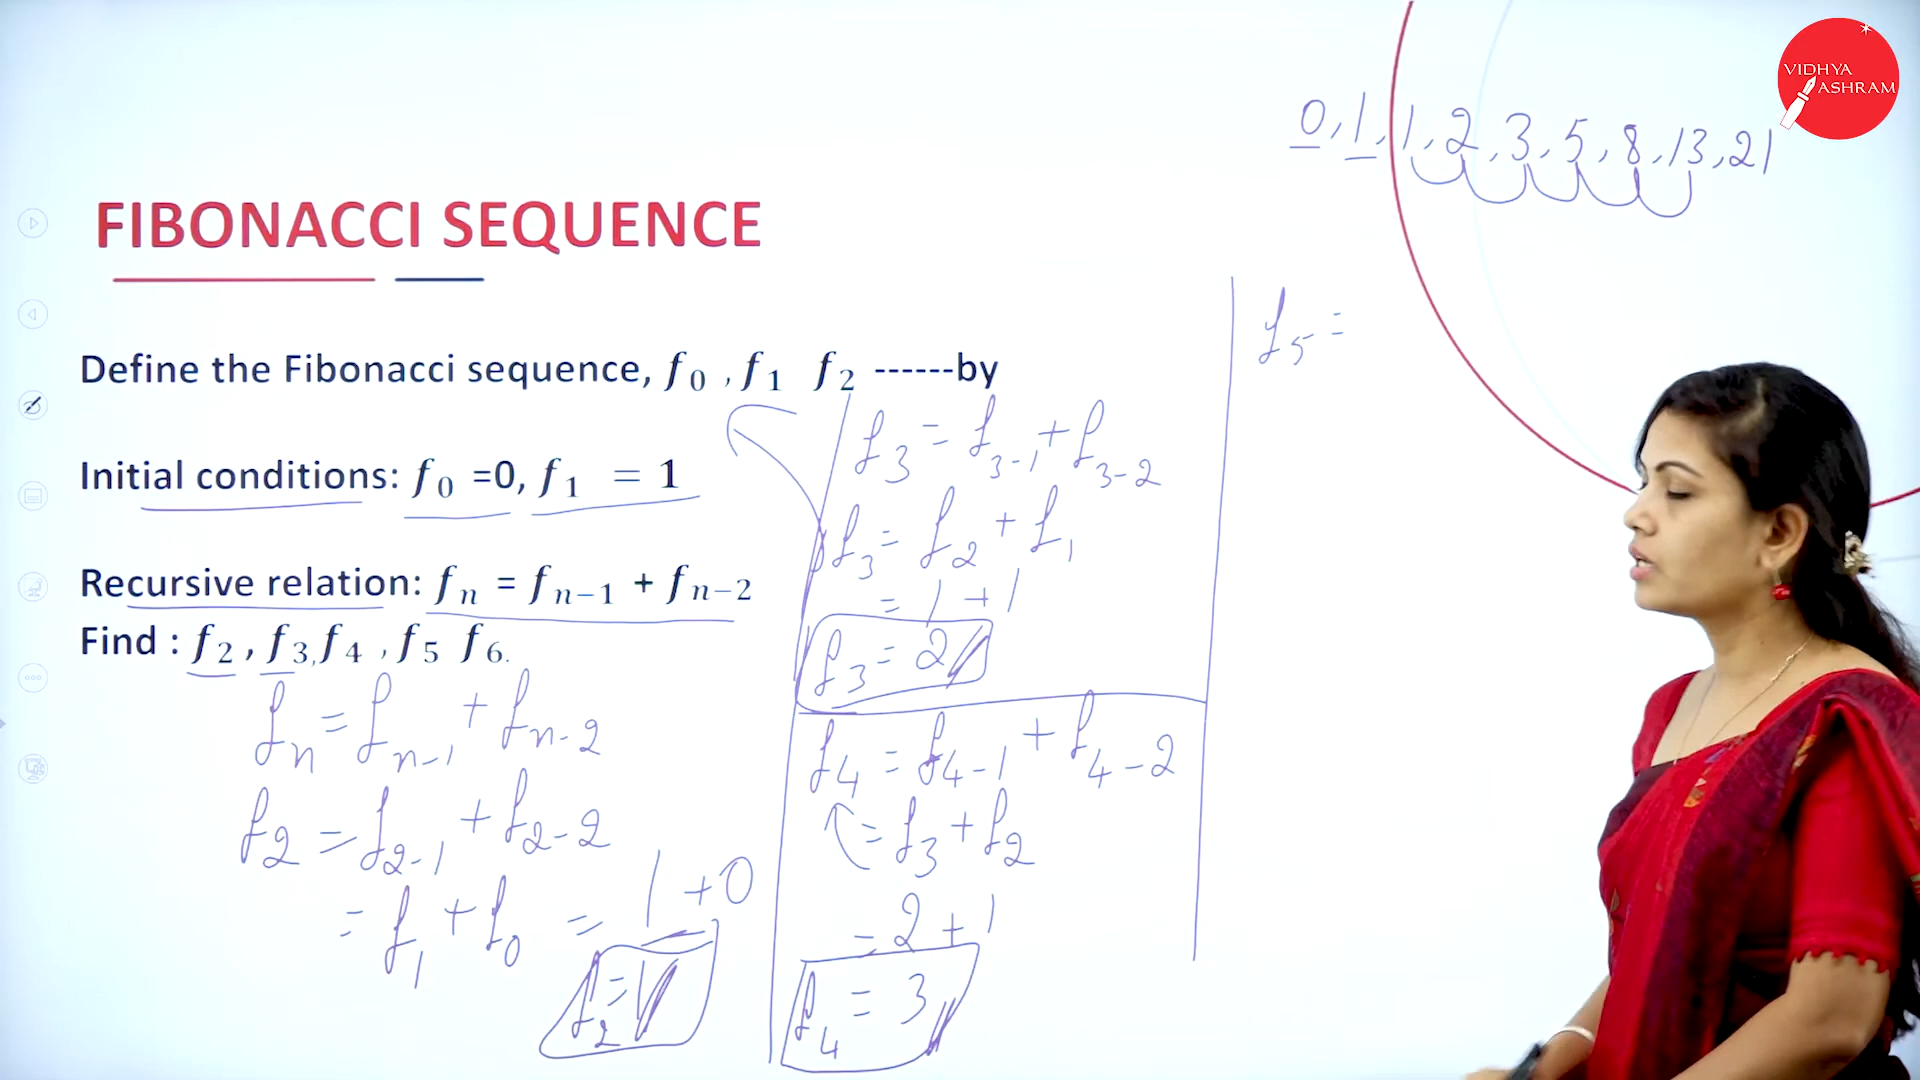 VIDHYA
ASHRAM
0, 1, 1, 2, 3, 5, 8, 13, 21
FIBONACCI SEQUENCE
Define the Fibonacci sequence, f₀ , f₁ f₂ ------by
Initial conditions: f₀ =0, f₁ = 1
Recursive relation: fₙ = fₙ₋₁ + fₙ₋₂
Find : f₂ , f₃, f₄ , f₅ f₆.
fₙ = fₙ₋₁ + fₙ₋₂
f₂ = f₂₋₁ + f₂₋₂
= f₁ + f₀ = 1 + 0
f₂ = 1
f₃ = f₃₋₁ + f₃₋₂
f₃ = f₂ + f₁
= 1 + 1
f₃ = 2
f₄ = f₄₋₁ + f₄₋₂
= f₃ + f₂
= 2 + 1
f₄ = 3
f₅ =